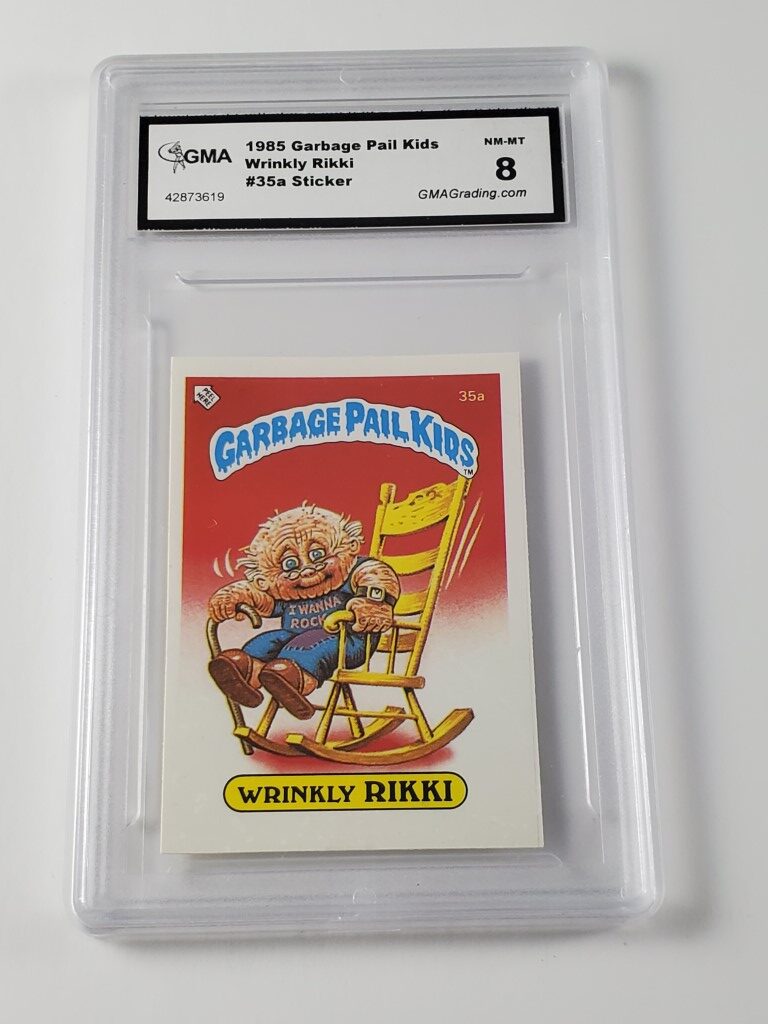 GMA
1985 Garbage Pail Kids
Wrinkly Rikki
#35a Sticker
42873619
NM-MT
8
GMAGrading.com
PEEL
HERE
35a
GARBAGE PAIL KIDS
TM
I WANNA
ROCK
WRINKLY RIKKI